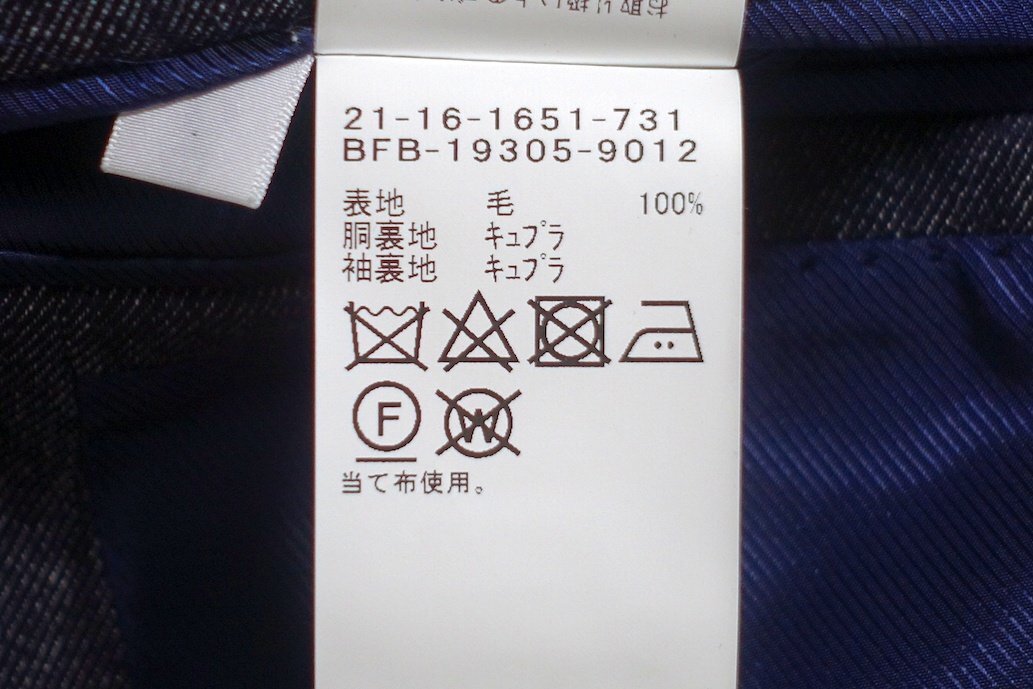 21-16-1651-731
BFB-19305-9012
表地 毛 100%
胴裏地 キュプラ
袖裏地 キュプラ
F W
当て布使用。